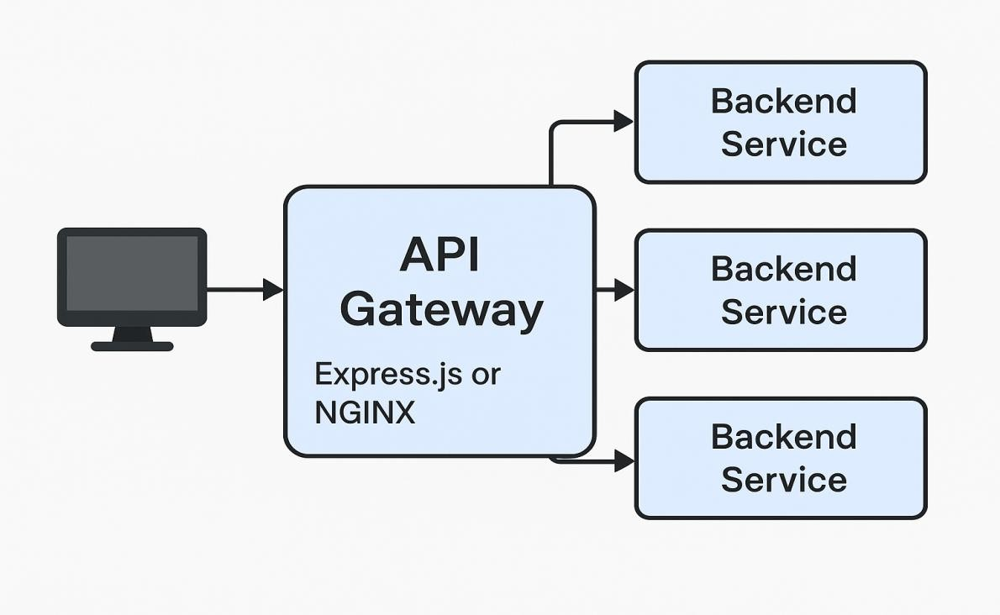 API
Gateway
Express.js or
NGINX
Backend
Service
Backend
Service
Backend
Service